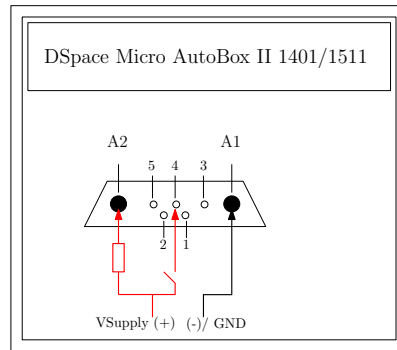 DSpace Micro AutoBox II 1401/1511
A2 A1
5 4 3
2 1
VSupply (+) (-)/ GND